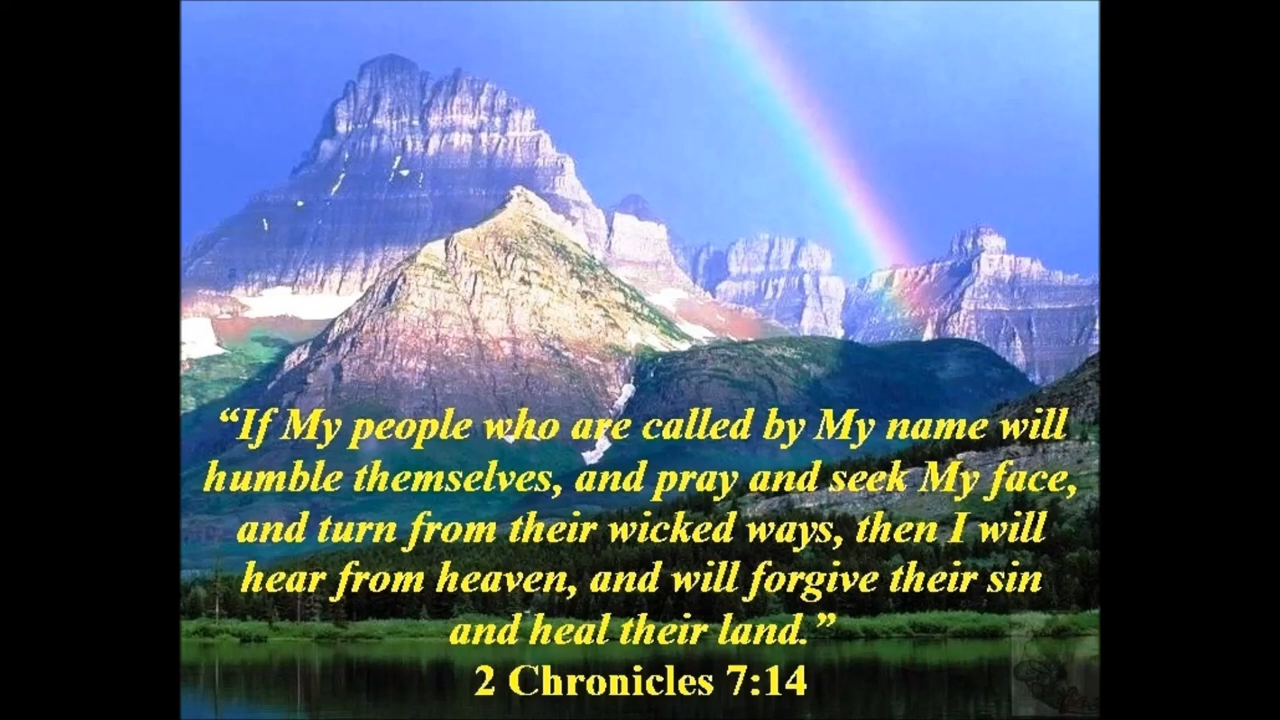 “If My people who are called by My name will
humble themselves, and pray and seek My face,
and turn from their wicked ways, then I will
hear from heaven, and will forgive their sin
and heal their land.”
2 Chronicles 7:14